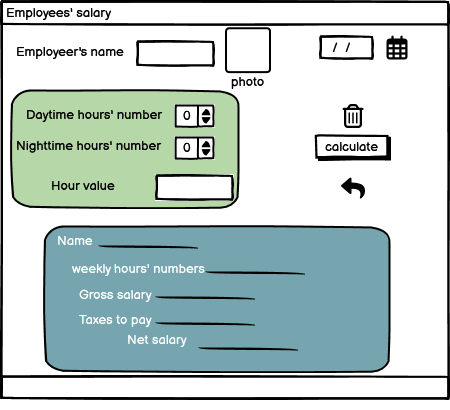 Employees' salary
Employeer's name
/ /
photo
Daytime hours' number 0
Nighttime hours' number 0
calculate
Hour value
Name
weekly hours' numbers
Gross salary
Taxes to pay
Net salary